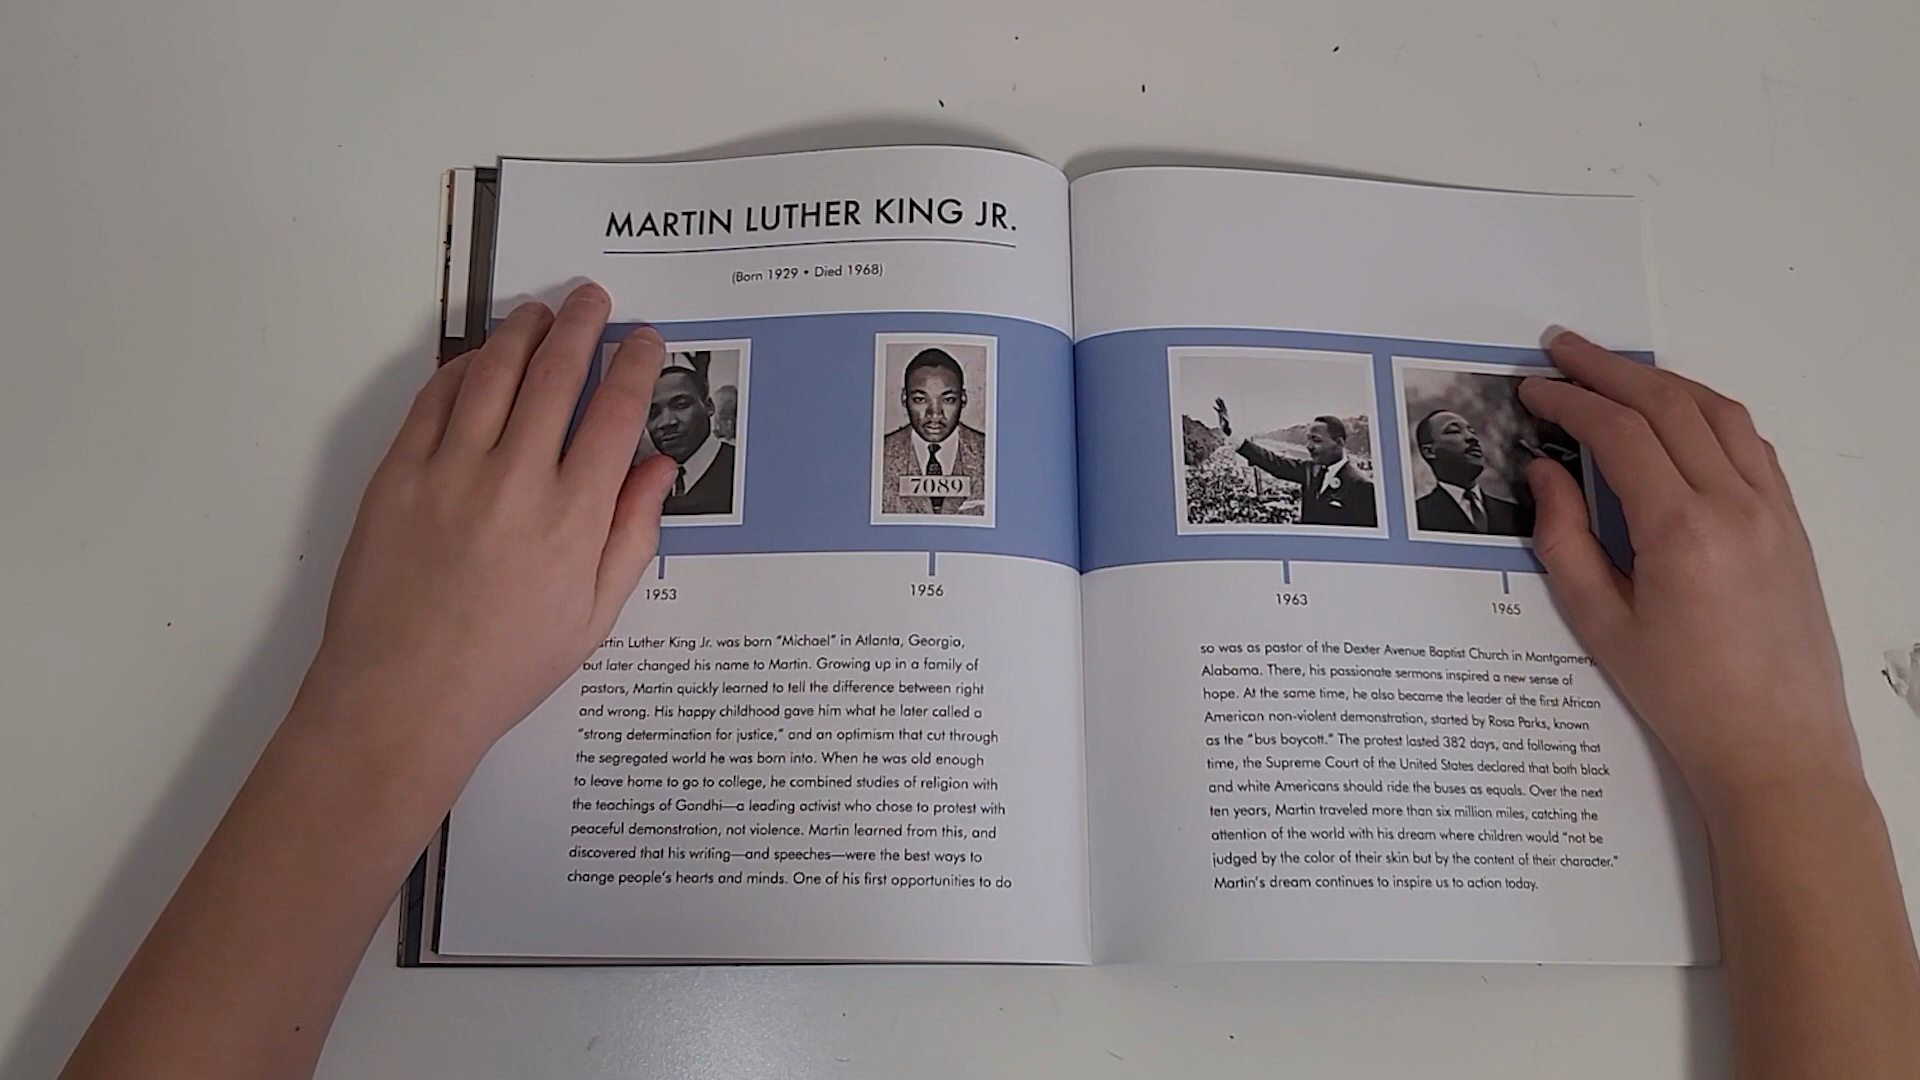 MARTIN LUTHER KING JR.
(Born 1929 • Died 1968)
7089
1953
1956
Luther King Jr. was born "Michael" in Atlanta, Georgia,
but later changed his name to Martin. Growing up in a family of
pastors, Martin quickly learned to tell the difference between right
and wrong. His happy childhood gave him what he later called a
"strong determination for justice," and an optimism that cut through
the segregated world he was born into. When he was old enough
to leave home to go to college, he combined studies of religion with
the teachings of Gandhi—a leading activist who chose to protest with
peaceful demonstration, not violence. Martin learned from this, and
discovered that his writing—and speeches—were the best ways to
change people's hearts and minds. One of his first opportunities to do
1963
1965
so was as pastor of the Dexter Avenue Baptist Church in Montgomery,
Alabama. There, his passionate sermons inspired a new sense of
hope. At the same time, he also became the leader of the first African
American non-violent demonstration, started by Rosa Parks, known
as the "bus boycott." The protest lasted 382 days, and following that
time, the Supreme Court of the United States declared that both black
and white Americans should ride the buses as equals. Over the next
ten years, Martin traveled more than six million miles, catching the
attention of the world with his dream where children would "not be
judged by the color of their skin but by the content of their character."
Martin's dream continues to inspire us to action today.